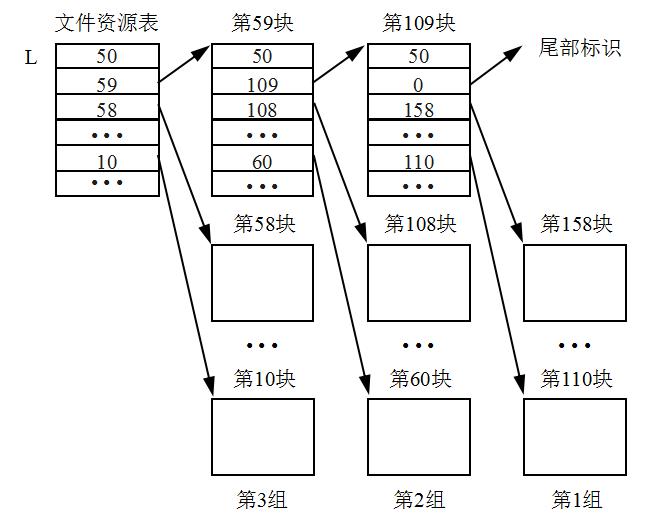 文件资源表 第59块 第109块
L 50 50 50 尾部标识
59 109 0
58 108 158
••• ••• •••
10 60 110
••• ••• •••
第58块 第108块 第158块
••• ••• •••
第10块 第60块 第110块
第3组 第2组 第1组